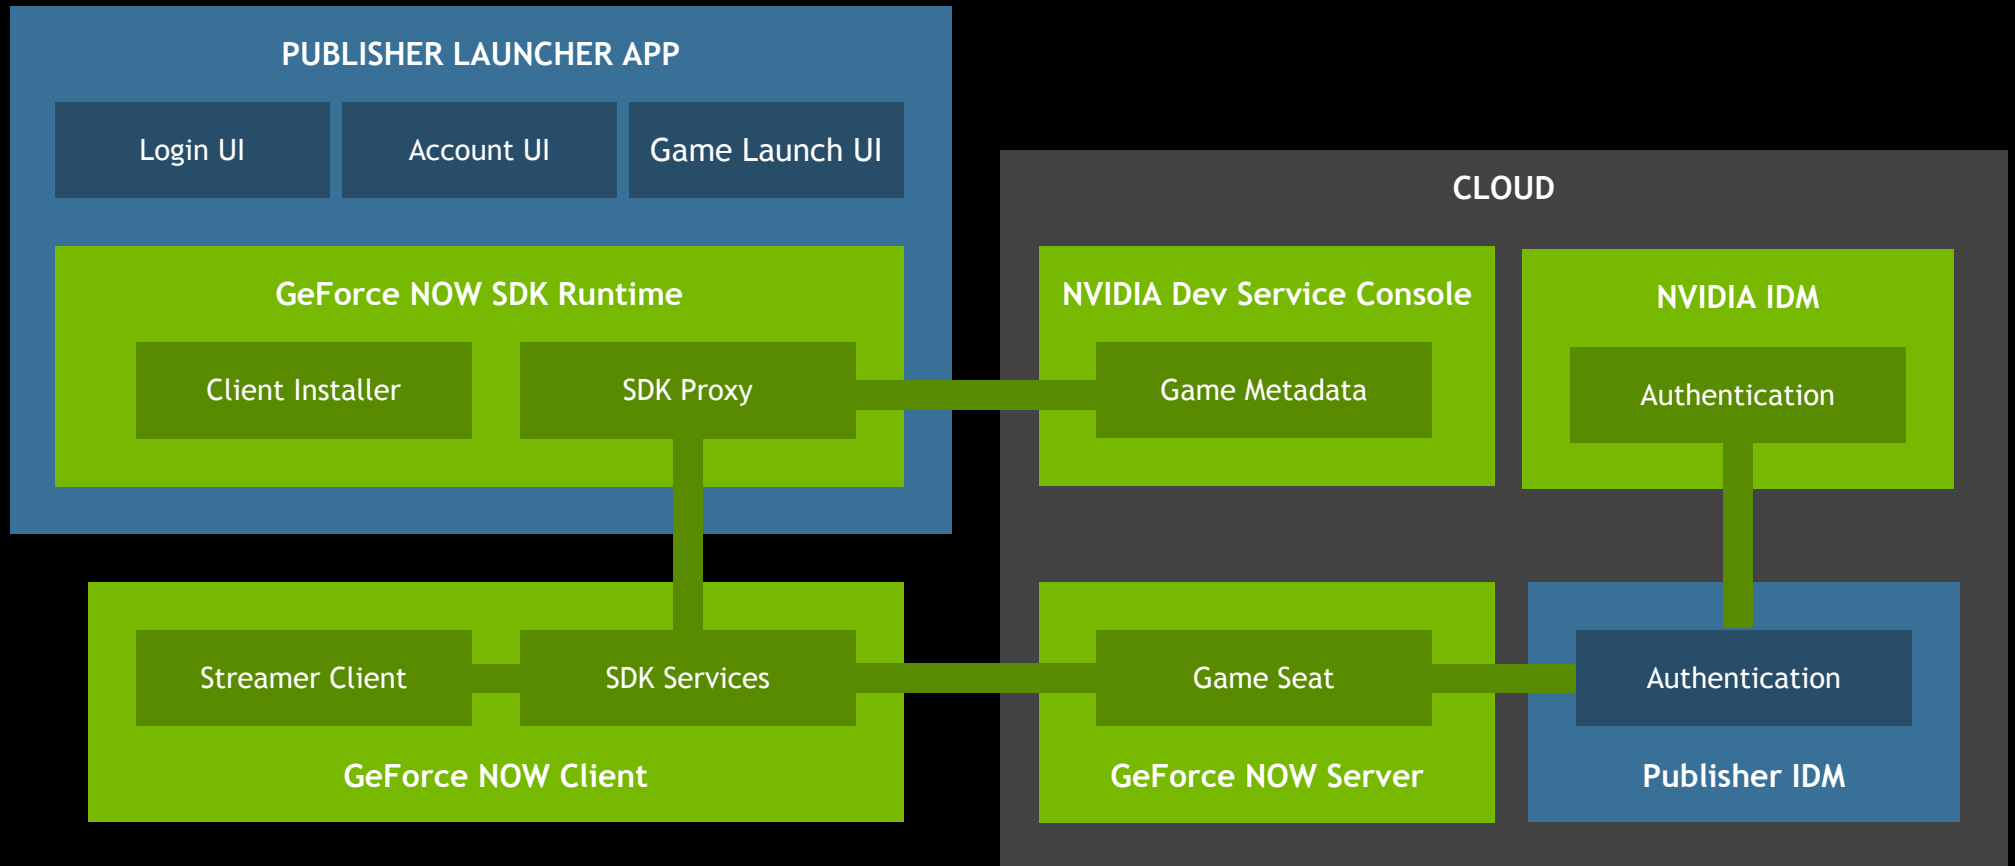 PUBLISHER LAUNCHER APP
Login UI
Account UI
Game Launch UI
GeForce NOW SDK Runtime
Client Installer
SDK Proxy
CLOUD
NVIDIA Dev Service Console
Game Metadata
NVIDIA IDM
Authentication
Streamer Client
SDK Services
GeForce NOW Client
Game Seat
GeForce NOW Server
Authentication
Publisher IDM